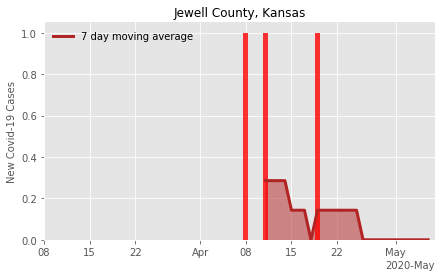 Jewell County, Kansas
7 day moving average
New Covid-19 Cases
1.0
0.8
0.6
0.4
0.2
0.0
08 15 22 Apr 08 15 22 May
2020-May